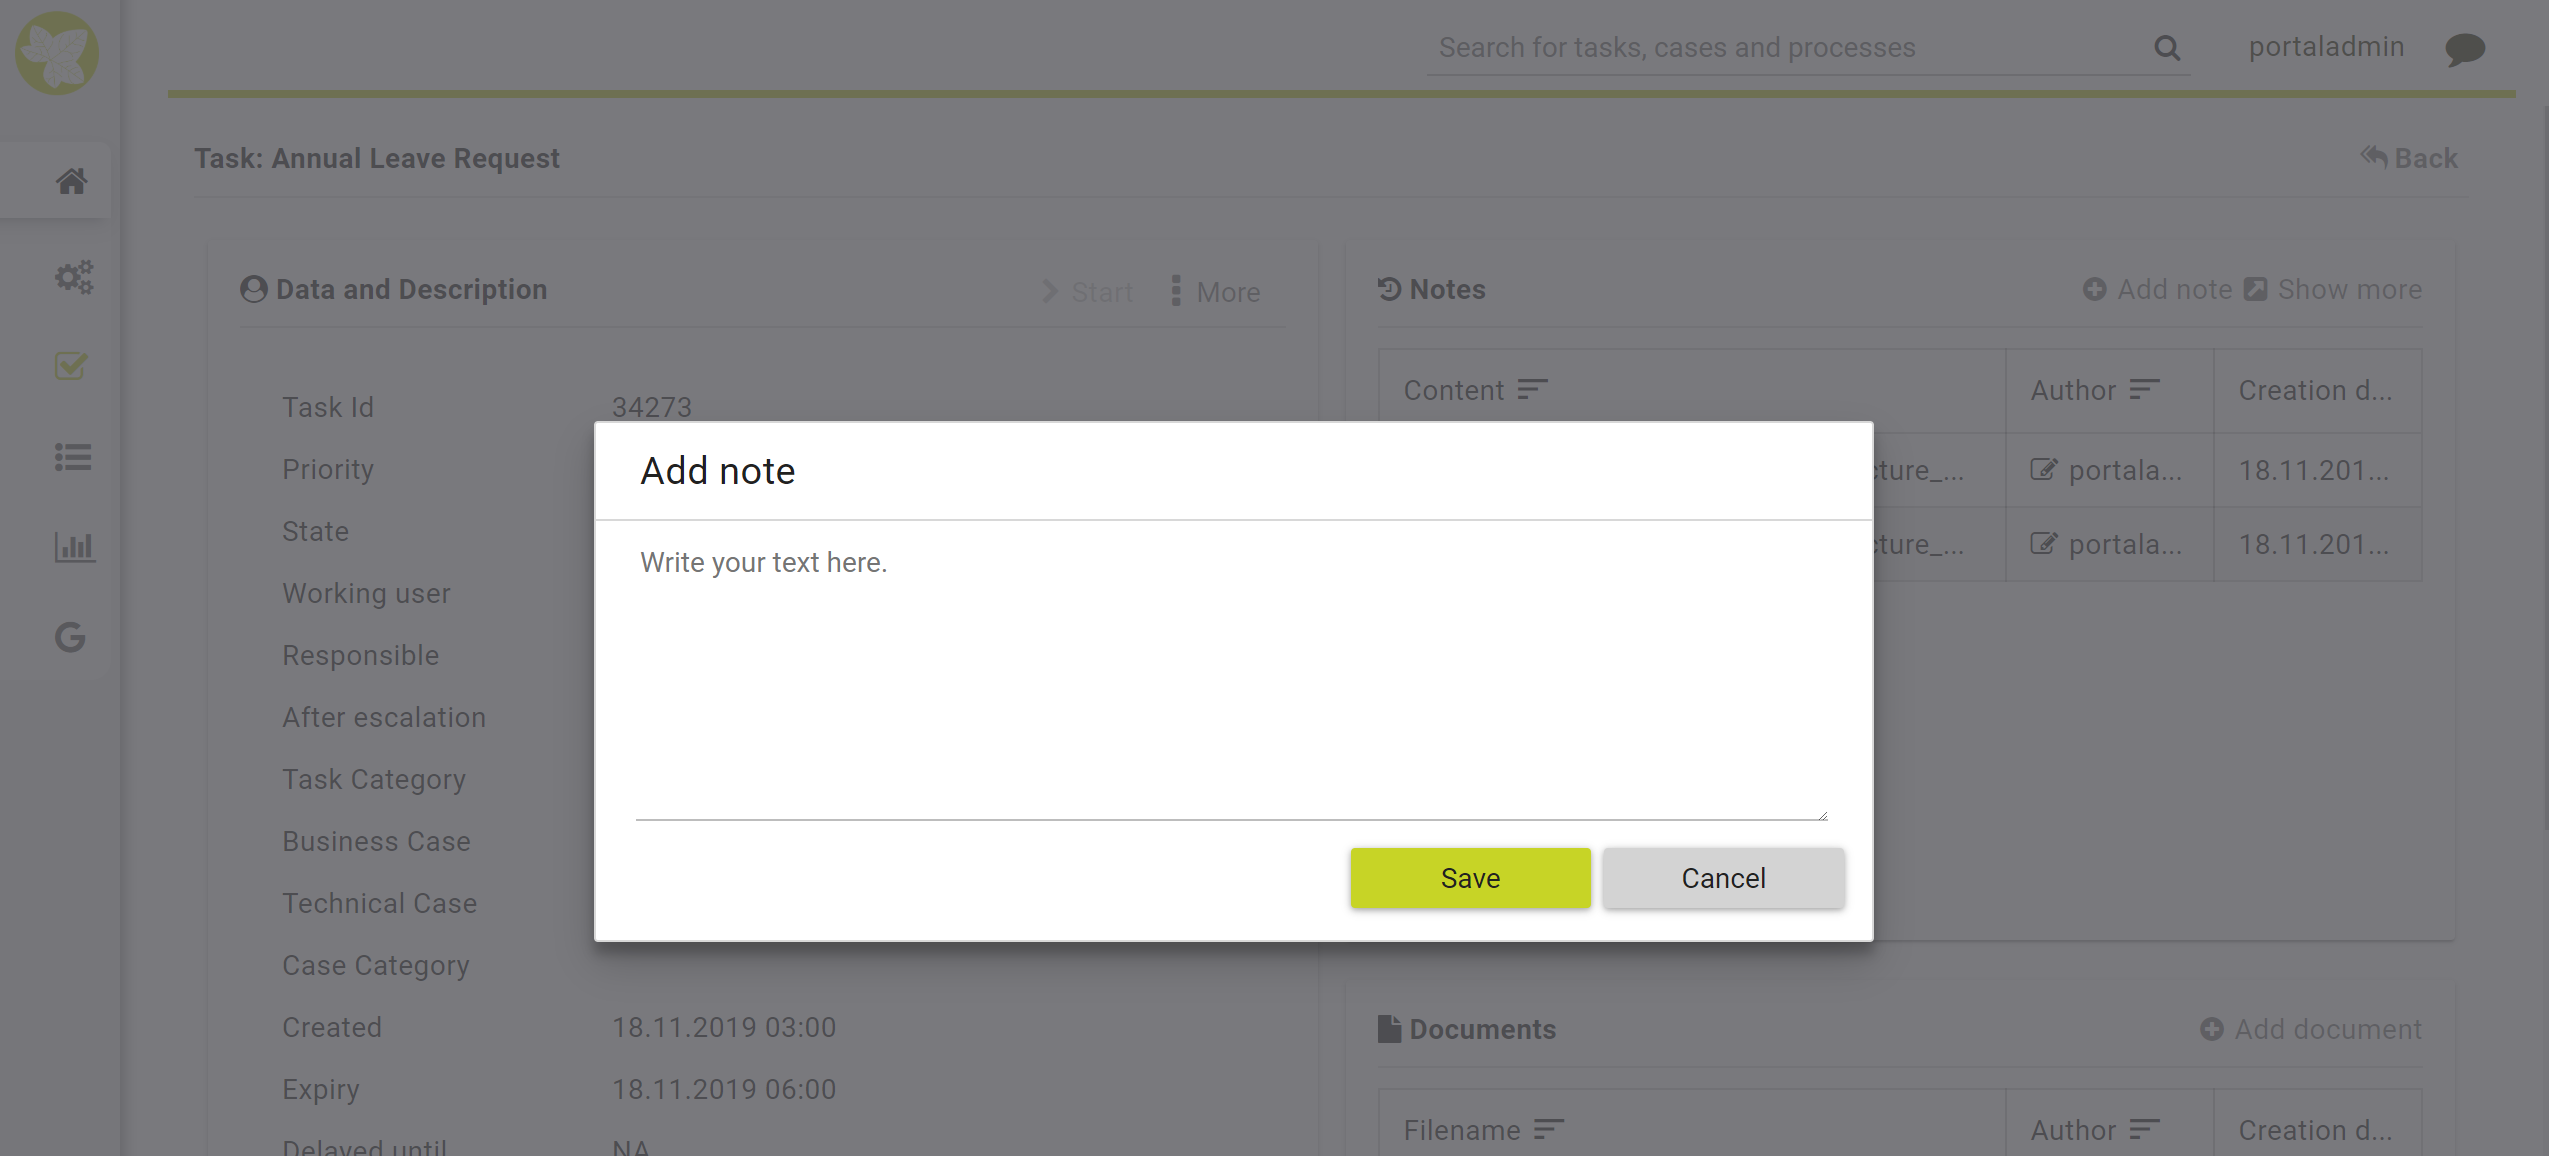 Search for tasks, cases and processes
portaladmin
Task: Annual Leave Request
Back
Data and Description
Start
More
Task Id 34273
Priority
State
Working user
Responsible
After escalation
Task Category
Business Case
Technical Case
Case Category
Created 18.11.2019 03:00
Expiry 18.11.2019 06:00
Delayed until NA
Notes
Add note
Show more
Content Author Creation d...
cture_... portala... 18.11.201...
cture_... portala... 18.11.201...
Add note
Write your text here.
Save
Cancel
Documents
Add document
Filename Author Creation d...